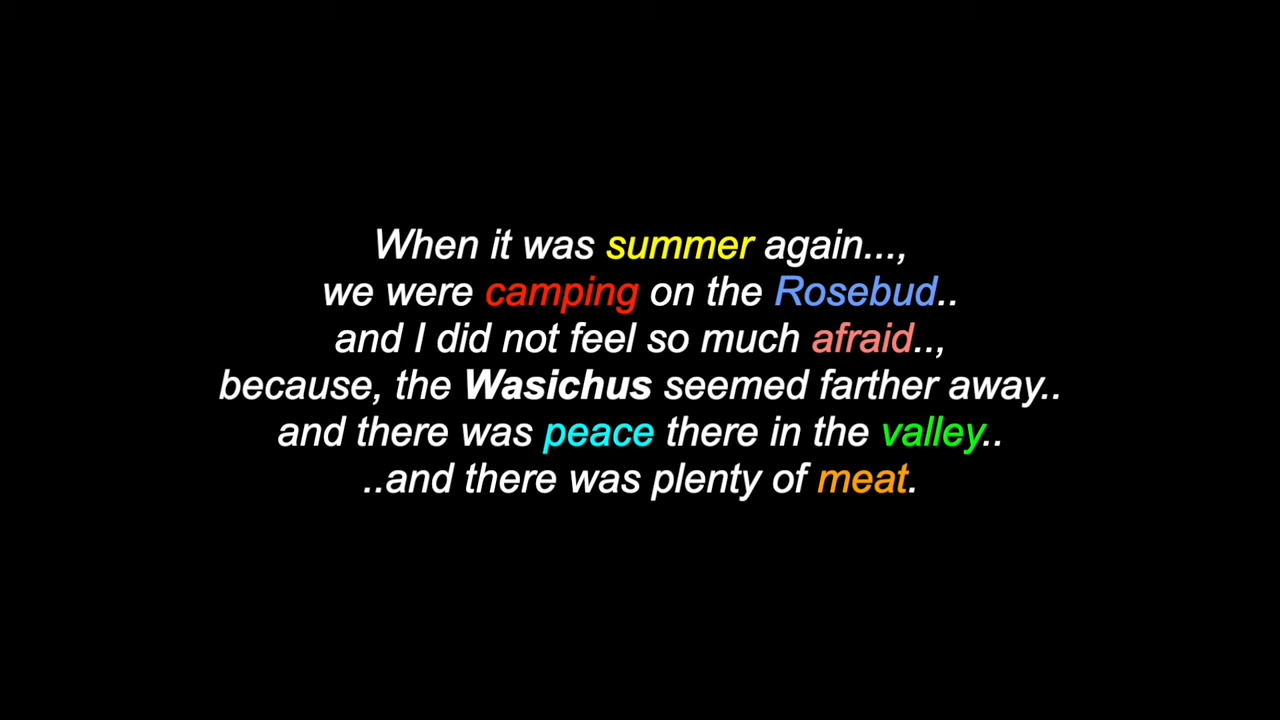 When it was summer again...,
we were camping on the Rosebud..
and I did not feel so much afraid..,
because, the Wasichus seemed farther away..
and there was peace there in the valley..
..and there was plenty of meat.